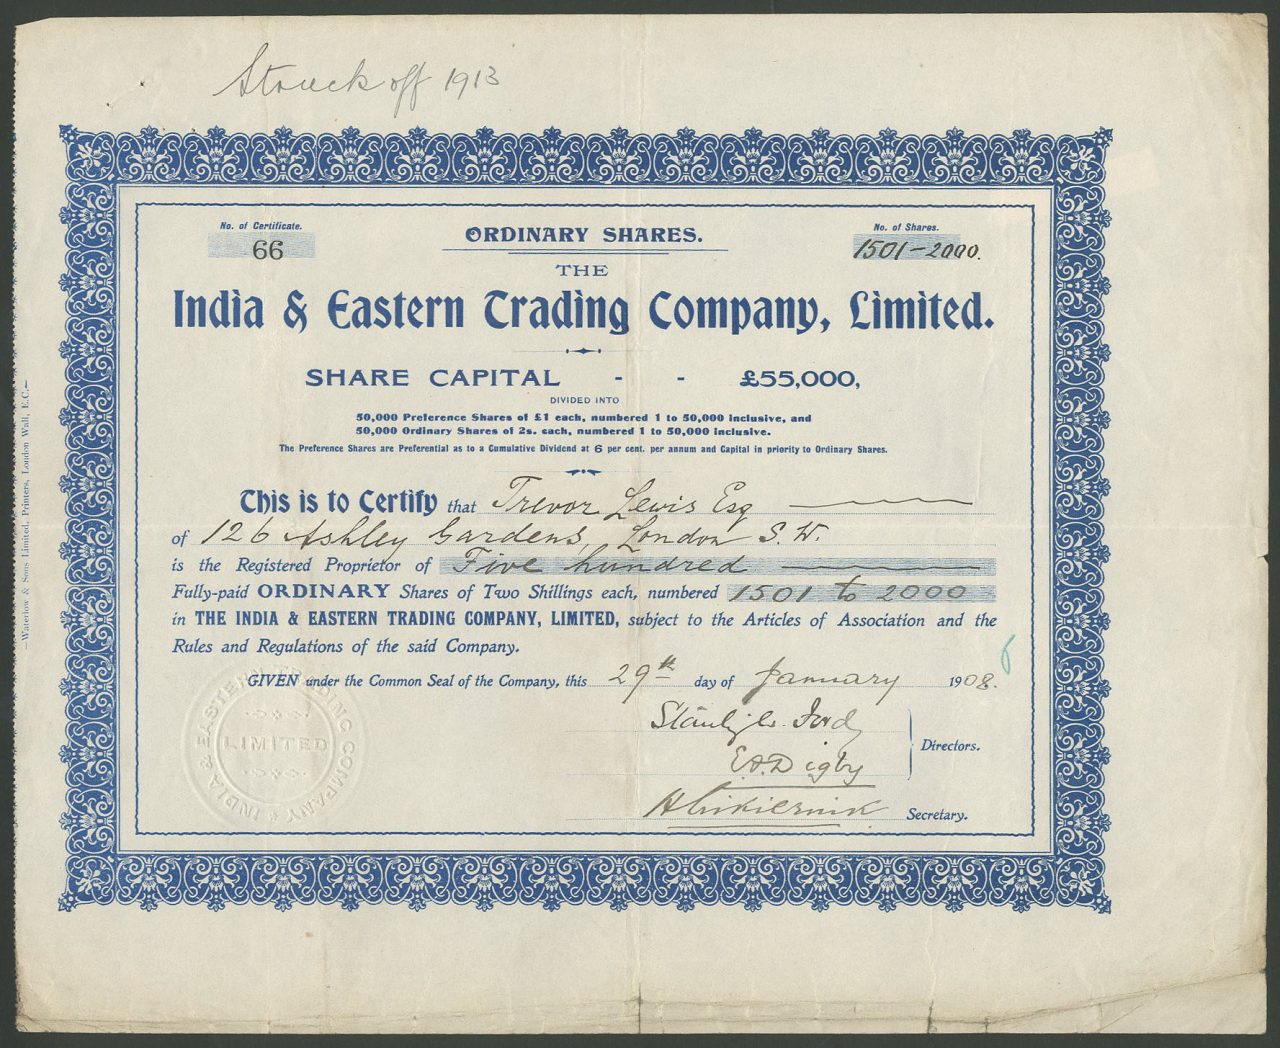 Struck off 1913
No. of Certificate.
66
ORDINARY SHARES.
No. of Shares.
1501-2000.
THE
India & Eastern Trading Company, Limited.
SHARE CAPITAL - - £55,000,
DIVIDED INTO
50,000 Preference Shares of £1 each, numbered 1 to 50,000 inclusive, and
50,000 Ordinary Shares of 2s. each, numbered 1 to 50,000 inclusive.
The Preference Shares are Preferential as to a Cumulative Dividend at 6 per cent. per annum and Capital in priority to Ordinary Shares.
This is to Certify that Trevor Lewis Esq
of 126 Ashley Gardens, London S.W.
is the Registered Proprietor of Five hundred
Fully-paid ORDINARY Shares of Two Shillings each, numbered 1501 to 2000
in THE INDIA & EASTERN TRADING COMPANY, LIMITED, subject to the Articles of Association and the
Rules and Regulations of the said Company.
GIVEN under the Common Seal of the Company, this 29th day of January 1908.
E.A. Digby
Directors.
Secretary.
INDIA & EASTERN TRADING COMPANY
LIMITED
—Waterlow & Sons Limited, Printers, London Wall, E.C.—
6